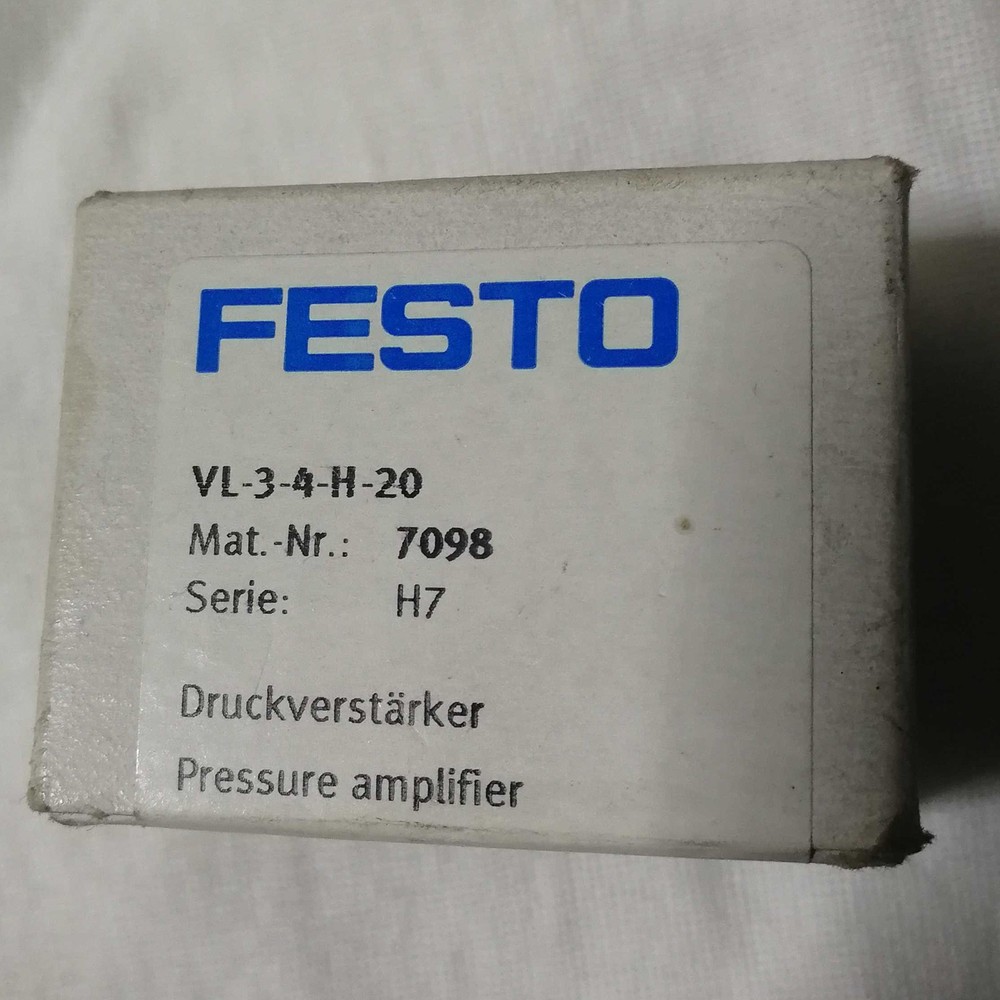 FESTO
VL-3-4-H-20
Mat.-Nr.: 7098
Serie: H7
Druckverstärker
Pressure amplifier